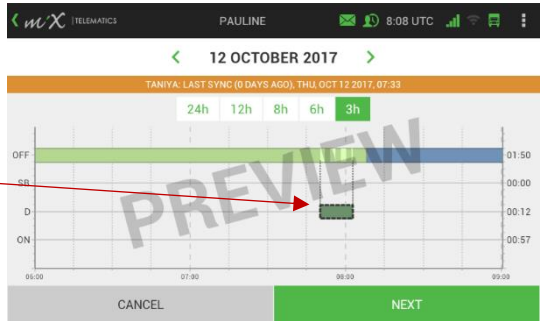 miX TELEMATICS PAULINE 8:08 UTC
12 OCTOBER 2017
TANIYA: LAST SYNC (0 DAYS AGO), THU, OCT 12 2017, 07:33
24h 12h 8h 6h 3h
OFF 01:50
SB 00:00
D 00:12
ON 00:57
PREVIEW
06:00 07:00 08:00 09:00
CANCEL NEXT